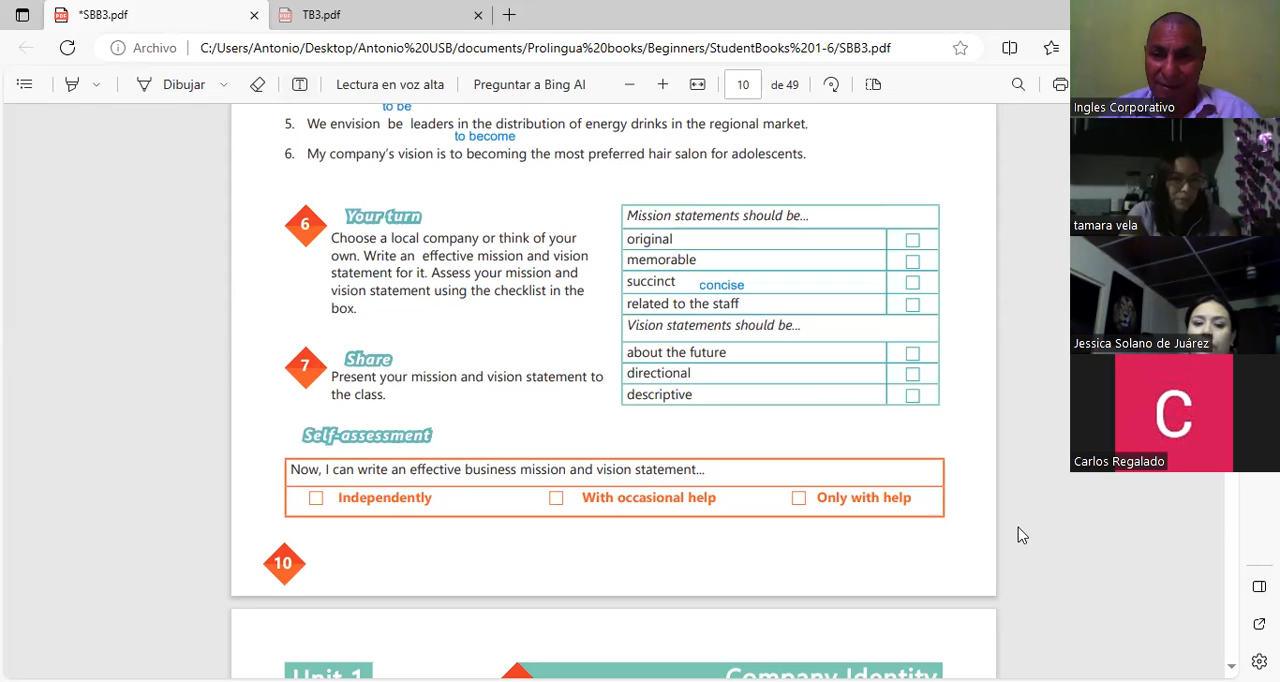 *SBB3.pdf
TB3.pdf
Archivo
C:/Users/Antonio/Desktop/Antonio%20USB/documents/Prolingua%20books/Beginners/StudentBooks%201-6/SBB3.pdf
Dibujar
Lectura en voz alta
Preguntar a Bing AI
10
de 49
to be
5. We envision be leaders in the distribution of energy drinks in the regional market.
to become
6. My company's vision is to becoming the most preferred hair salon for adolescents.
6
Your turn
Choose a local company or think of your
own. Write an effective mission and vision
statement for it. Assess your mission and
vision statement using the checklist in the
box.
Mission statements should be...
original
memorable
succinct concise
related to the staff
Vision statements should be...
about the future
directional
descriptive
7
Share
Present your mission and vision statement to
the class.
Self-assessment
Now, I can write an effective business mission and vision statement...
Independently
With occasional help
Only with help
10
Unit 1
Company Identity
Ingles Corporativo
tamara vela
Jessica Solano de Juárez
C
Carlos Regalado